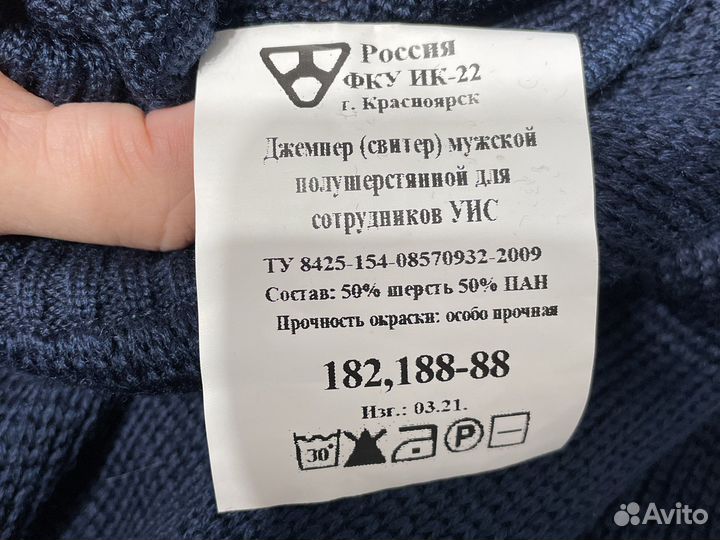 Россия
ФКУ ИК-22
г. Красноярск
Джемпер (свитер) мужской
полушерстянной для
сотрудников УИС
ТУ 8425-154-08570932-2009
Состав: 50% шерсть 50% ПАН
Прочность окраски: особо прочная
182,188-88
Изг.: 03.21.
30° P
Avito